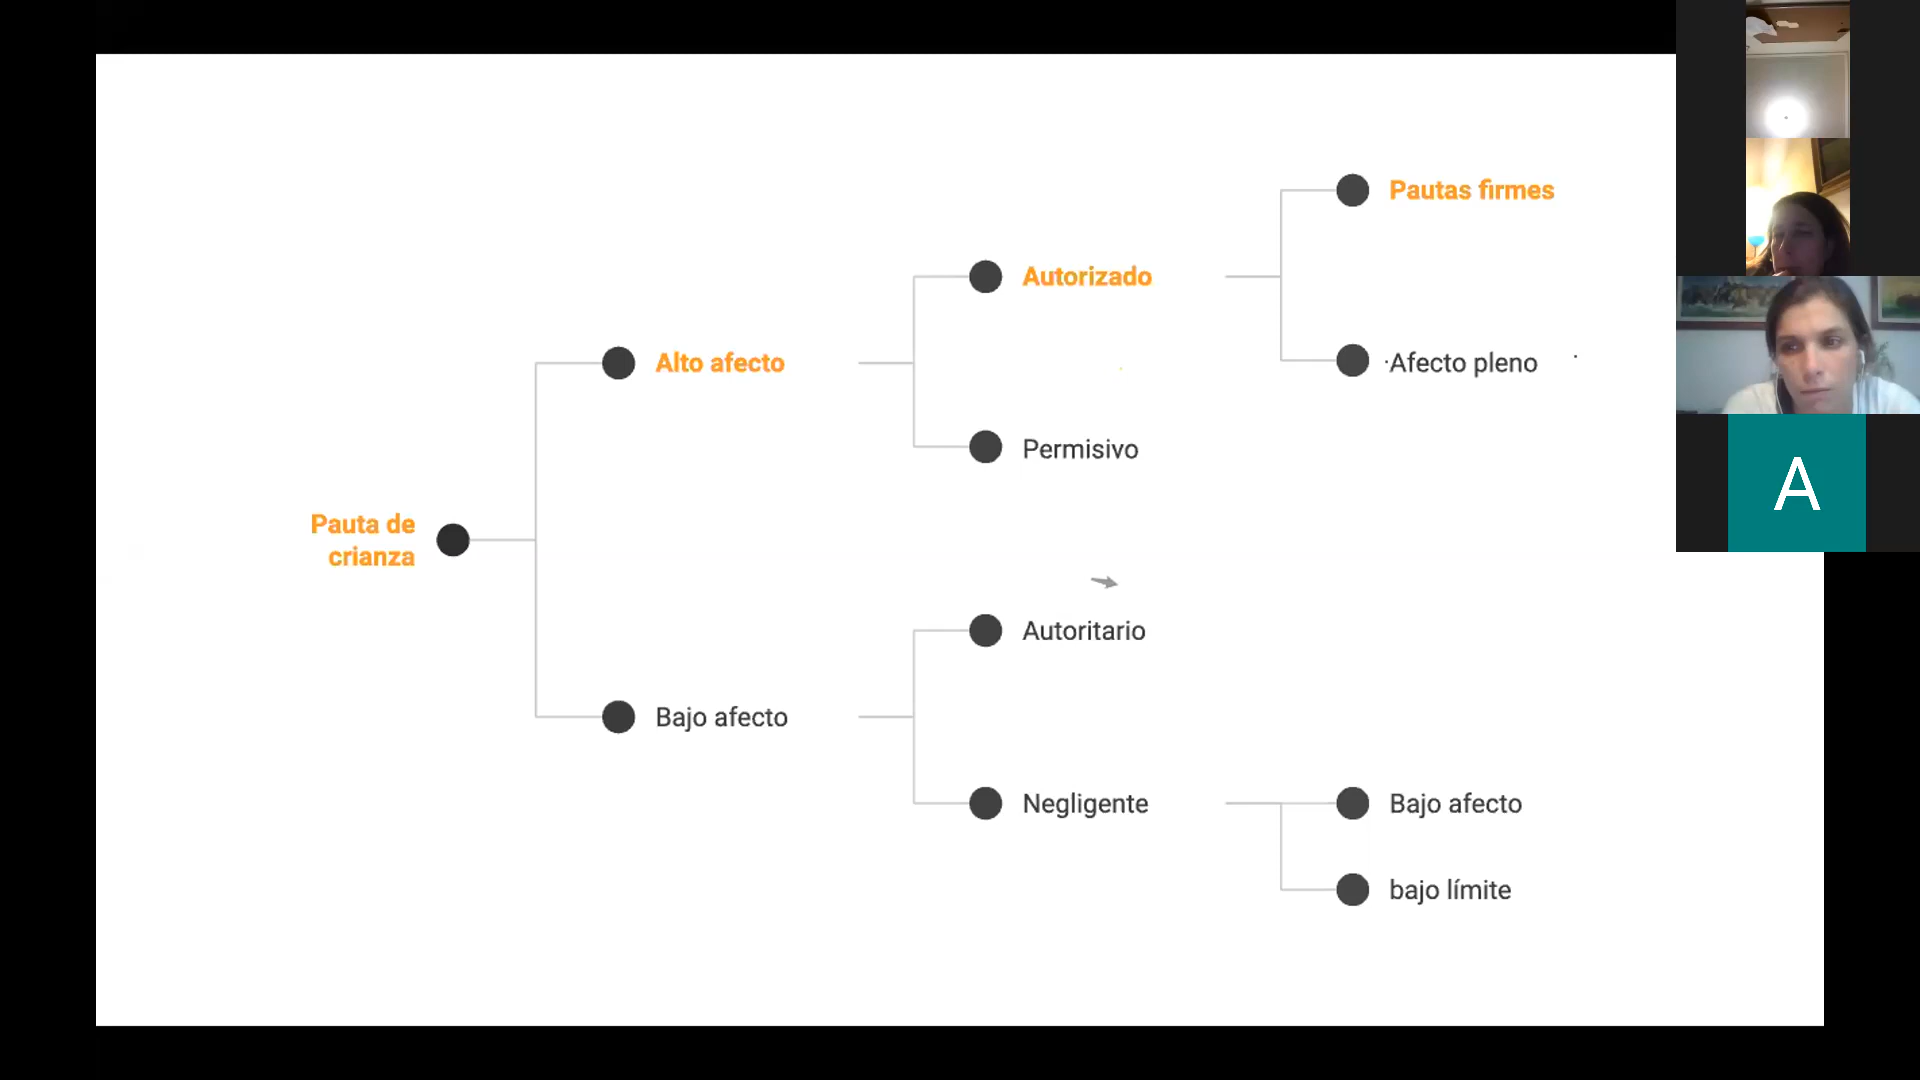 Pautas firmes
Autorizado
Alto afecto
·Afecto pleno
Permisivo
Pauta de
crianza
Autoritario
Bajo afecto
Negligente
Bajo afecto
bajo límite
A